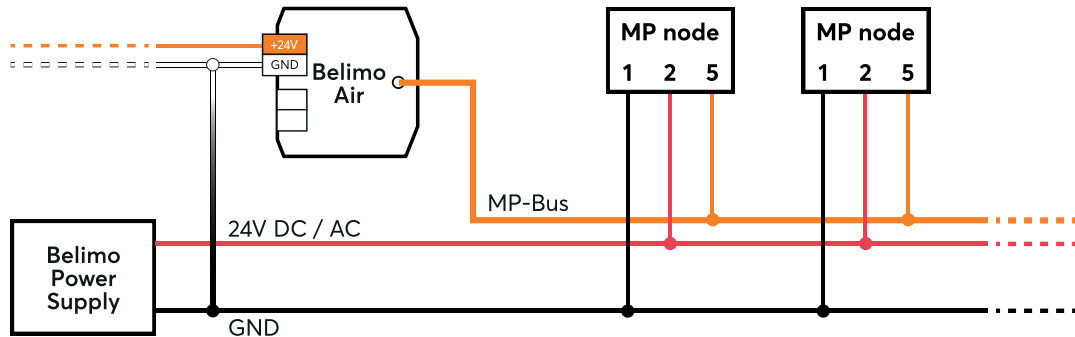 +24V
GND
Belimo
Air
MP node
1 2 5
MP node
1 2 5
MP-Bus
24V DC / AC
Belimo
Power
Supply
GND